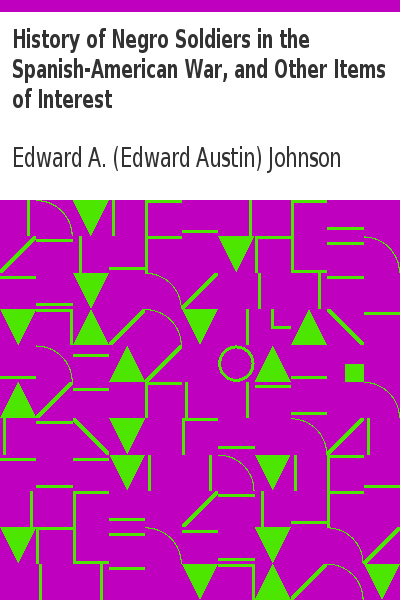 History of Negro Soldiers in the
Spanish-American War, and Other Items
of Interest
Edward A. (Edward Austin) Johnson